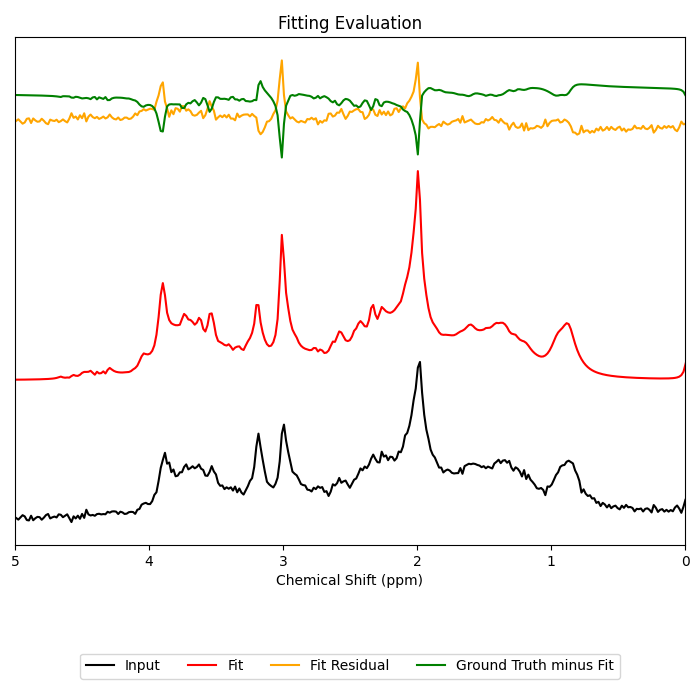 Fitting Evaluation
5 4 3 2 1 0
Chemical Shift (ppm)
Input Fit Fit Residual Ground Truth minus Fit